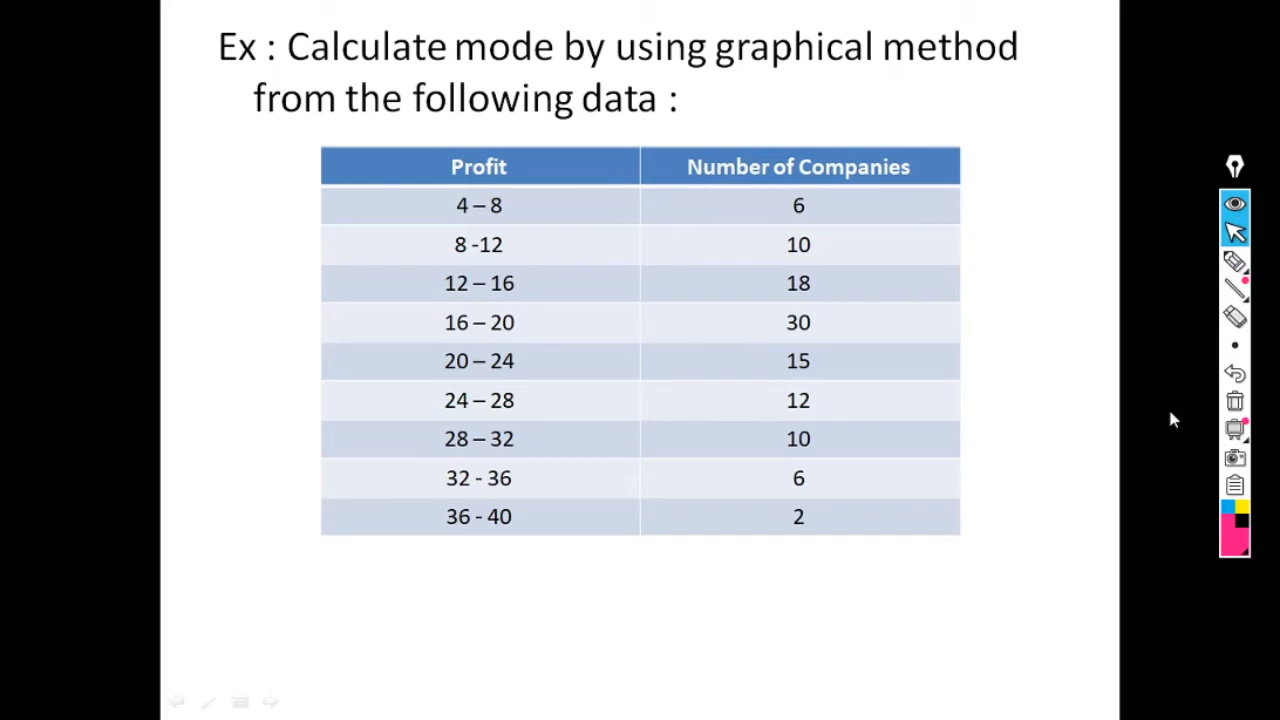 Ex : Calculate mode by using graphical method
from the following data :
Profit Number of Companies
4 – 8 6
8 -12 10
12 – 16 18
16 – 20 30
20 – 24 15
24 – 28 12
28 – 32 10
32 - 36 6
36 - 40 2